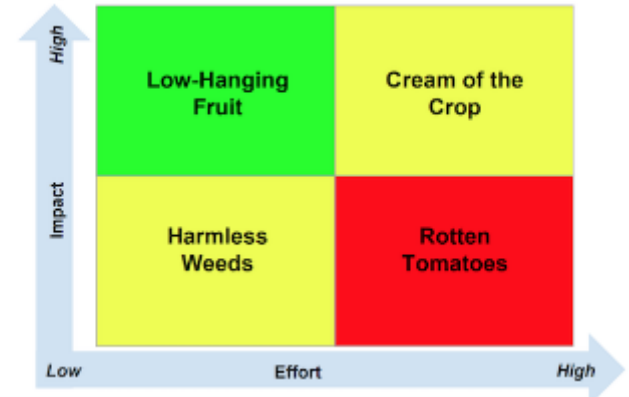 High
Low-Hanging
Fruit
Cream of the
Crop
Impact
Harmless
Weeds
Rotten
Tomatoes
Low
Effort
High